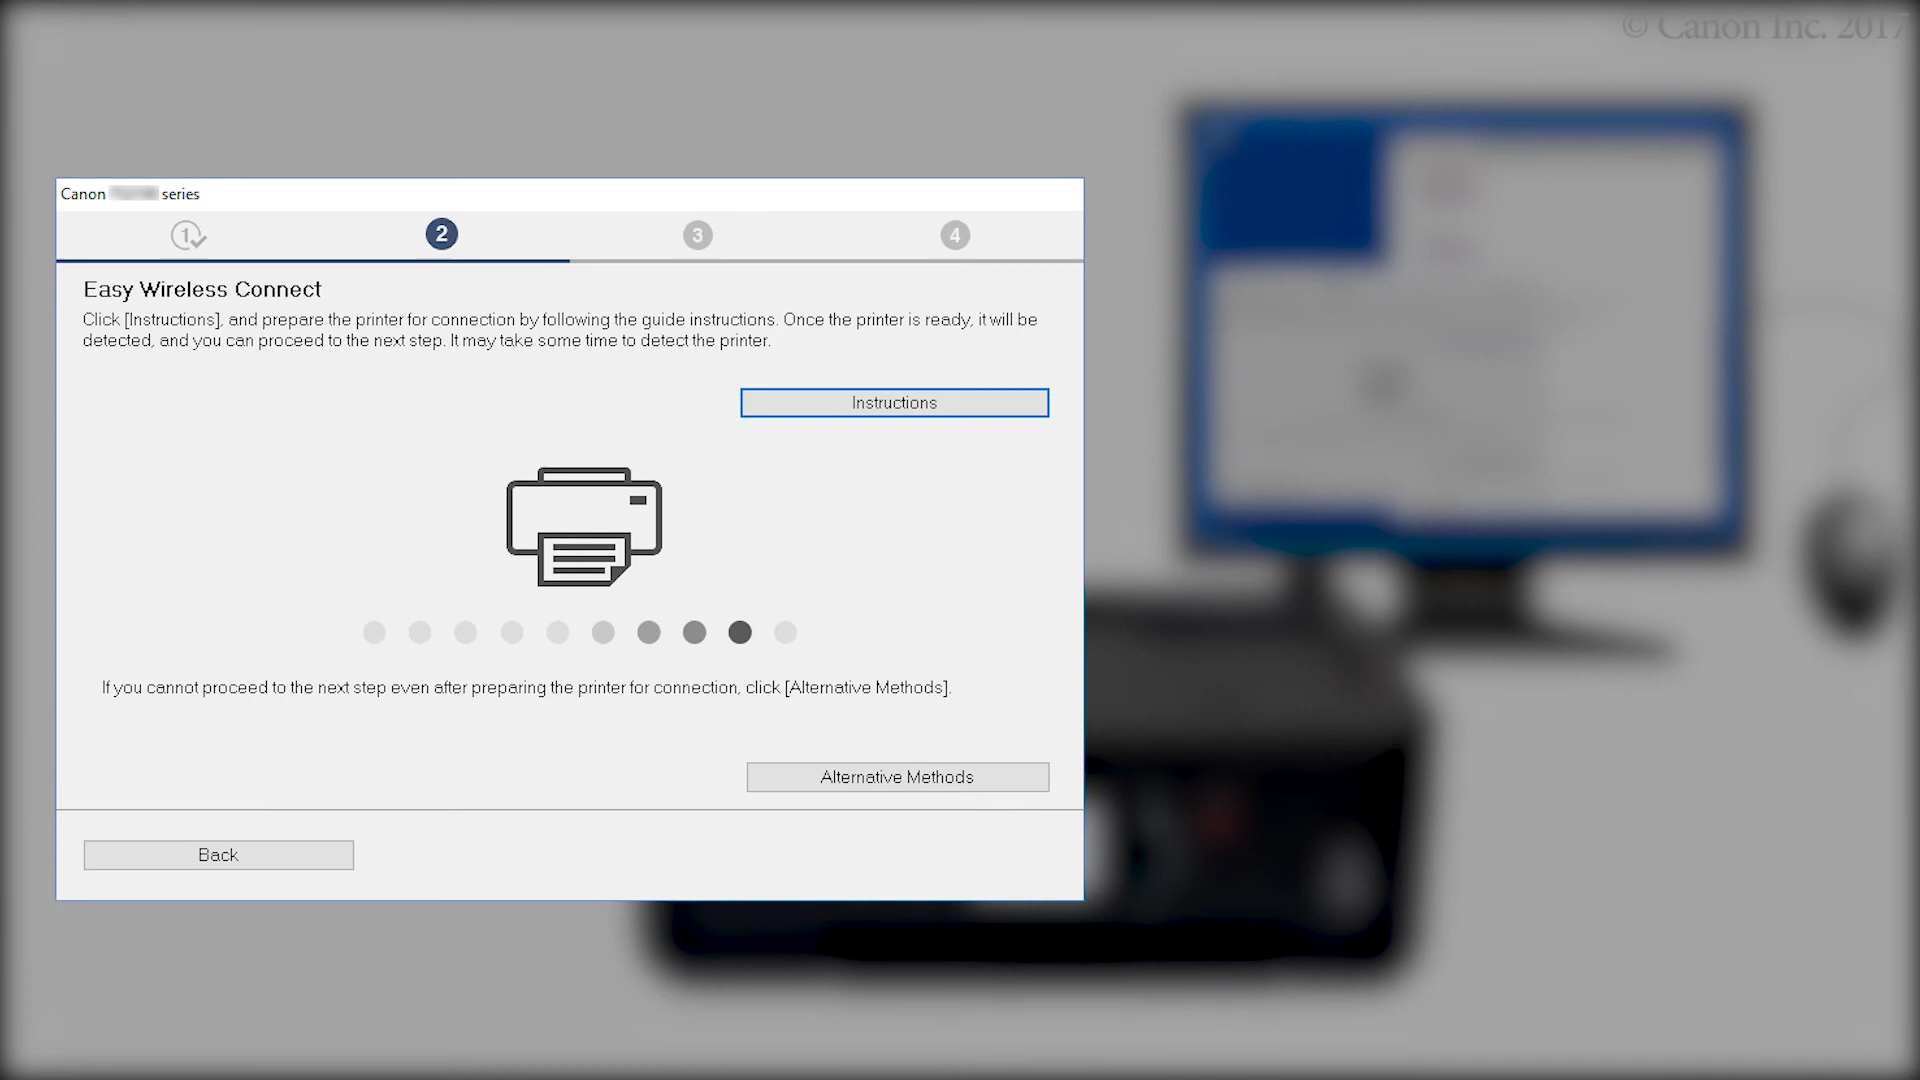 © Canon Inc. 2017
Canon series
1
2
3
4
Easy Wireless Connect
Click [Instructions], and prepare the printer for connection by following the guide instructions. Once the printer is ready, it will be
detected, and you can proceed to the next step. It may take some time to detect the printer.
Instructions
If you cannot proceed to the next step even after preparing the printer for connection, click [Alternative Methods].
Alternative Methods
Back